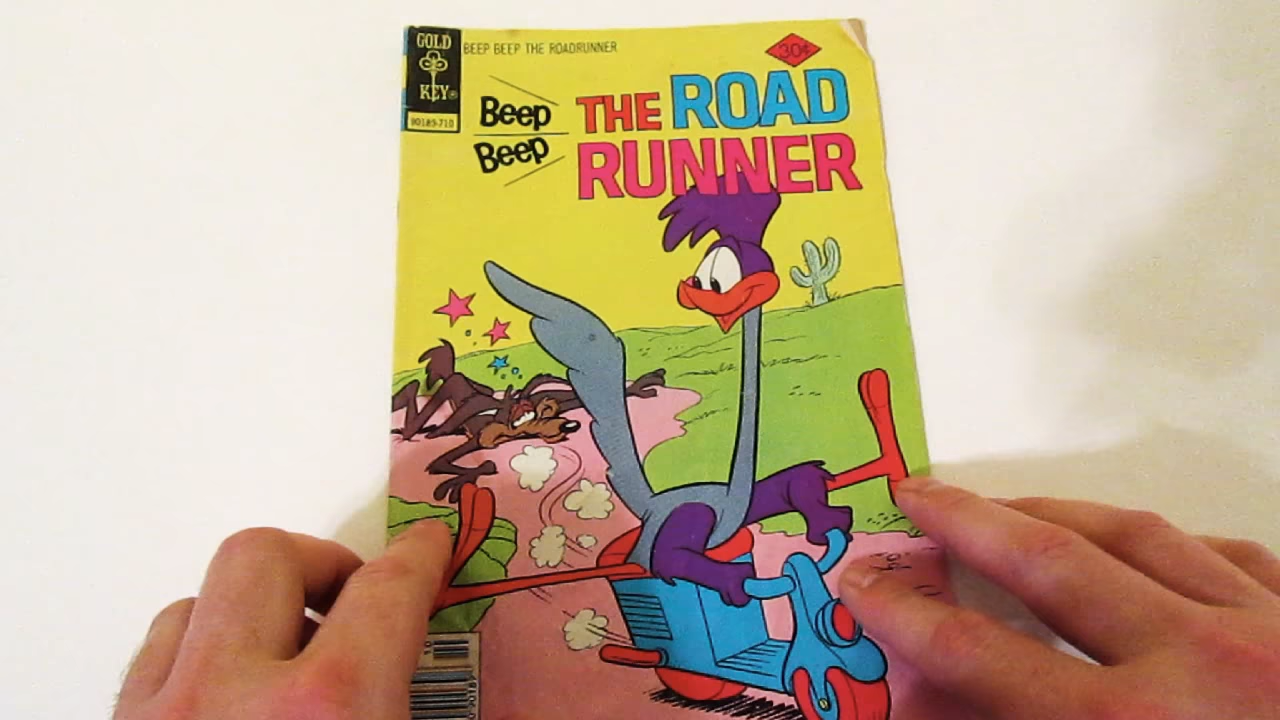 GOLD
KEY®
90189-710
BEEP BEEP THE ROADRUNNER
30¢
Beep
Beep
THE ROAD
RUNNER